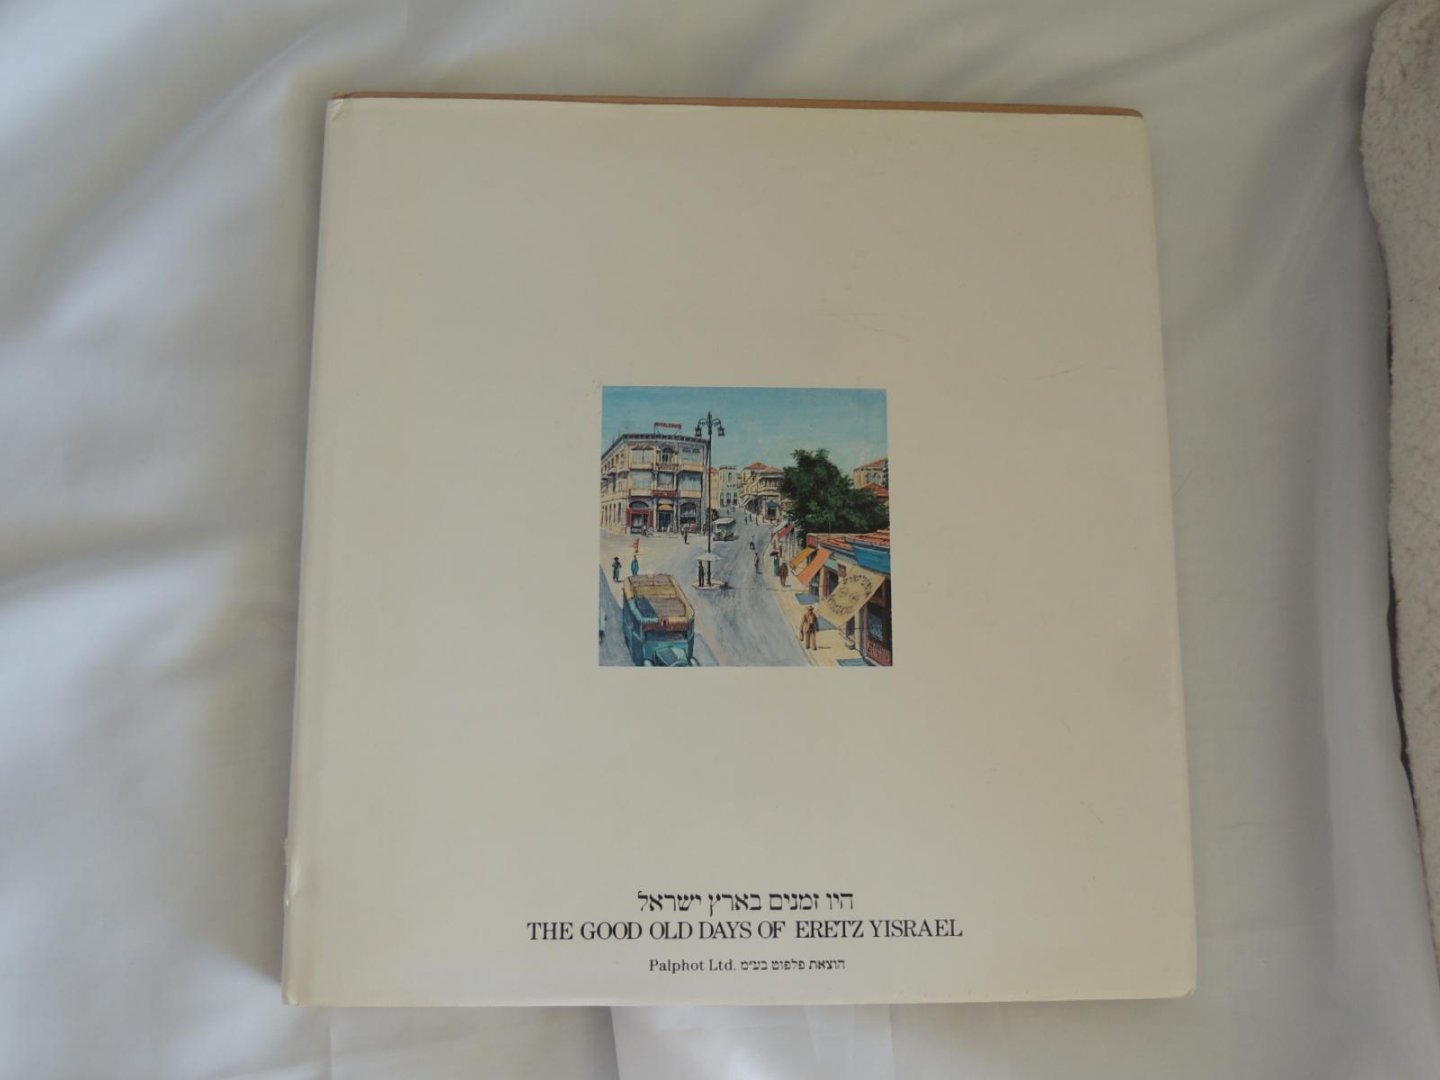 היו זמנים בארץ ישראל
THE GOOD OLD DAYS OF ERETZ YISRAEL
Palphot Ltd. הוצאת פלפוט בע״מ